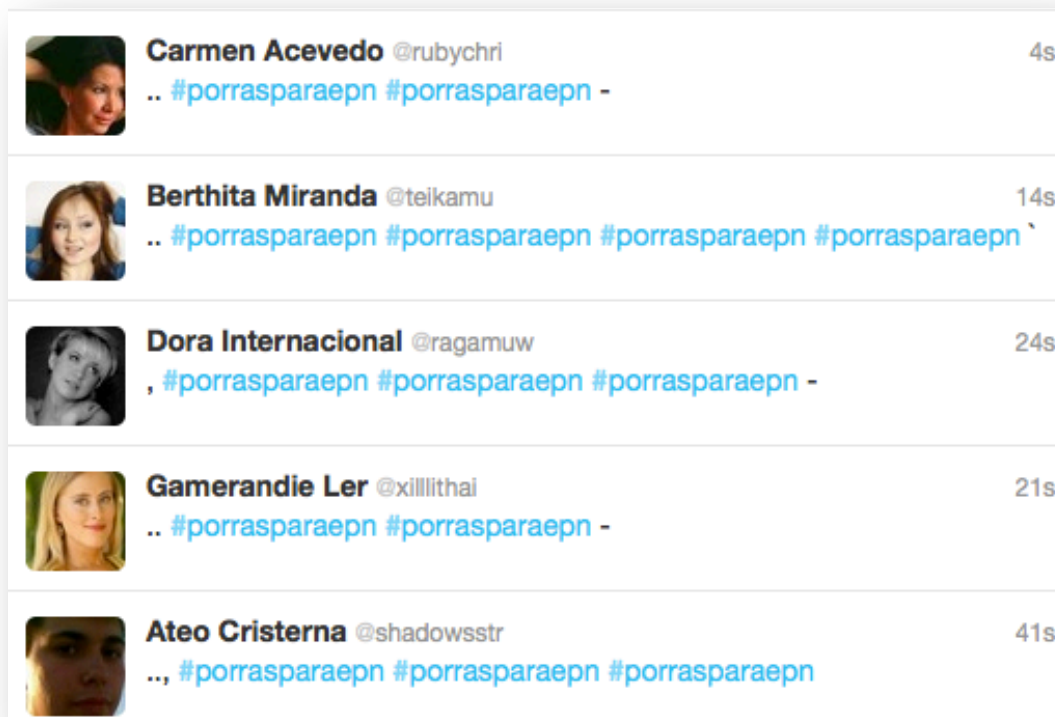 Carmen Acevedo @rubychri 4s
.. #porrasparaepn #porrasparaepn -
Berthita Miranda @teikamu 14s
.. #porrasparaepn #porrasparaepn #porrasparaepn #porrasparaepn `
Dora Internacional @ragamuw 24s
, #porrasparaepn #porrasparaepn #porrasparaepn -
Gamerandie Ler @xilllithai 21s
.. #porrasparaepn #porrasparaepn -
Ateo Cristerna @shadowsstr 41s
.., #porrasparaepn #porrasparaepn #porrasparaepn